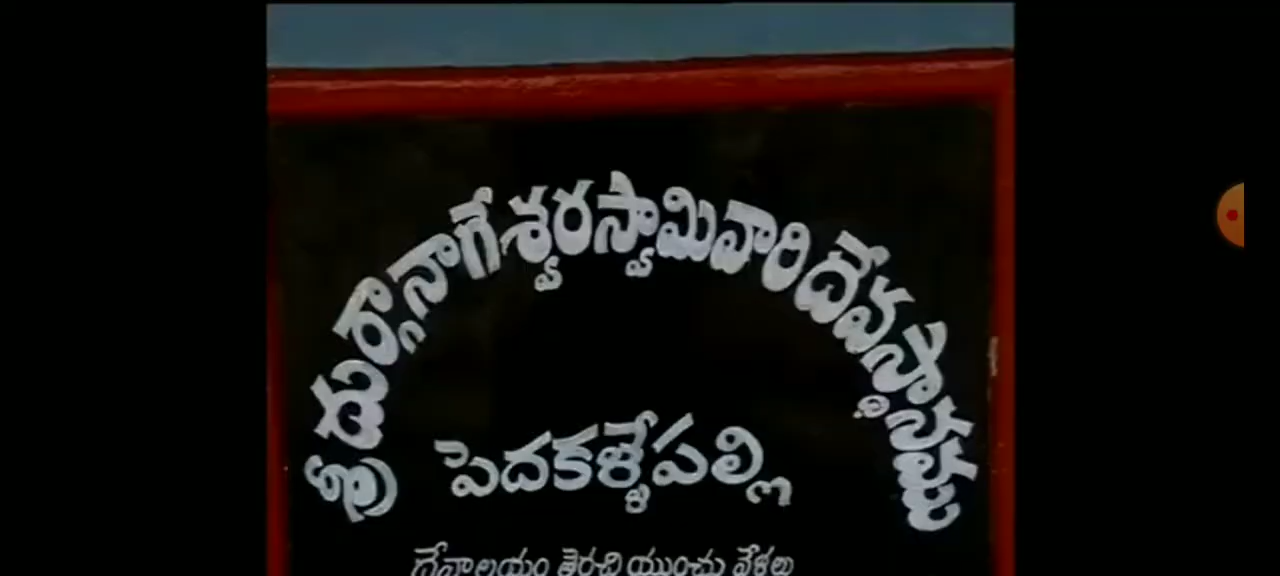 శ్రీ దుర్గానాగేశ్వరస్వామివారి దేవస్థానము
పెదకళ్ళేపల్లి
దేవాలయం తెరచి యుంచు వేళలు